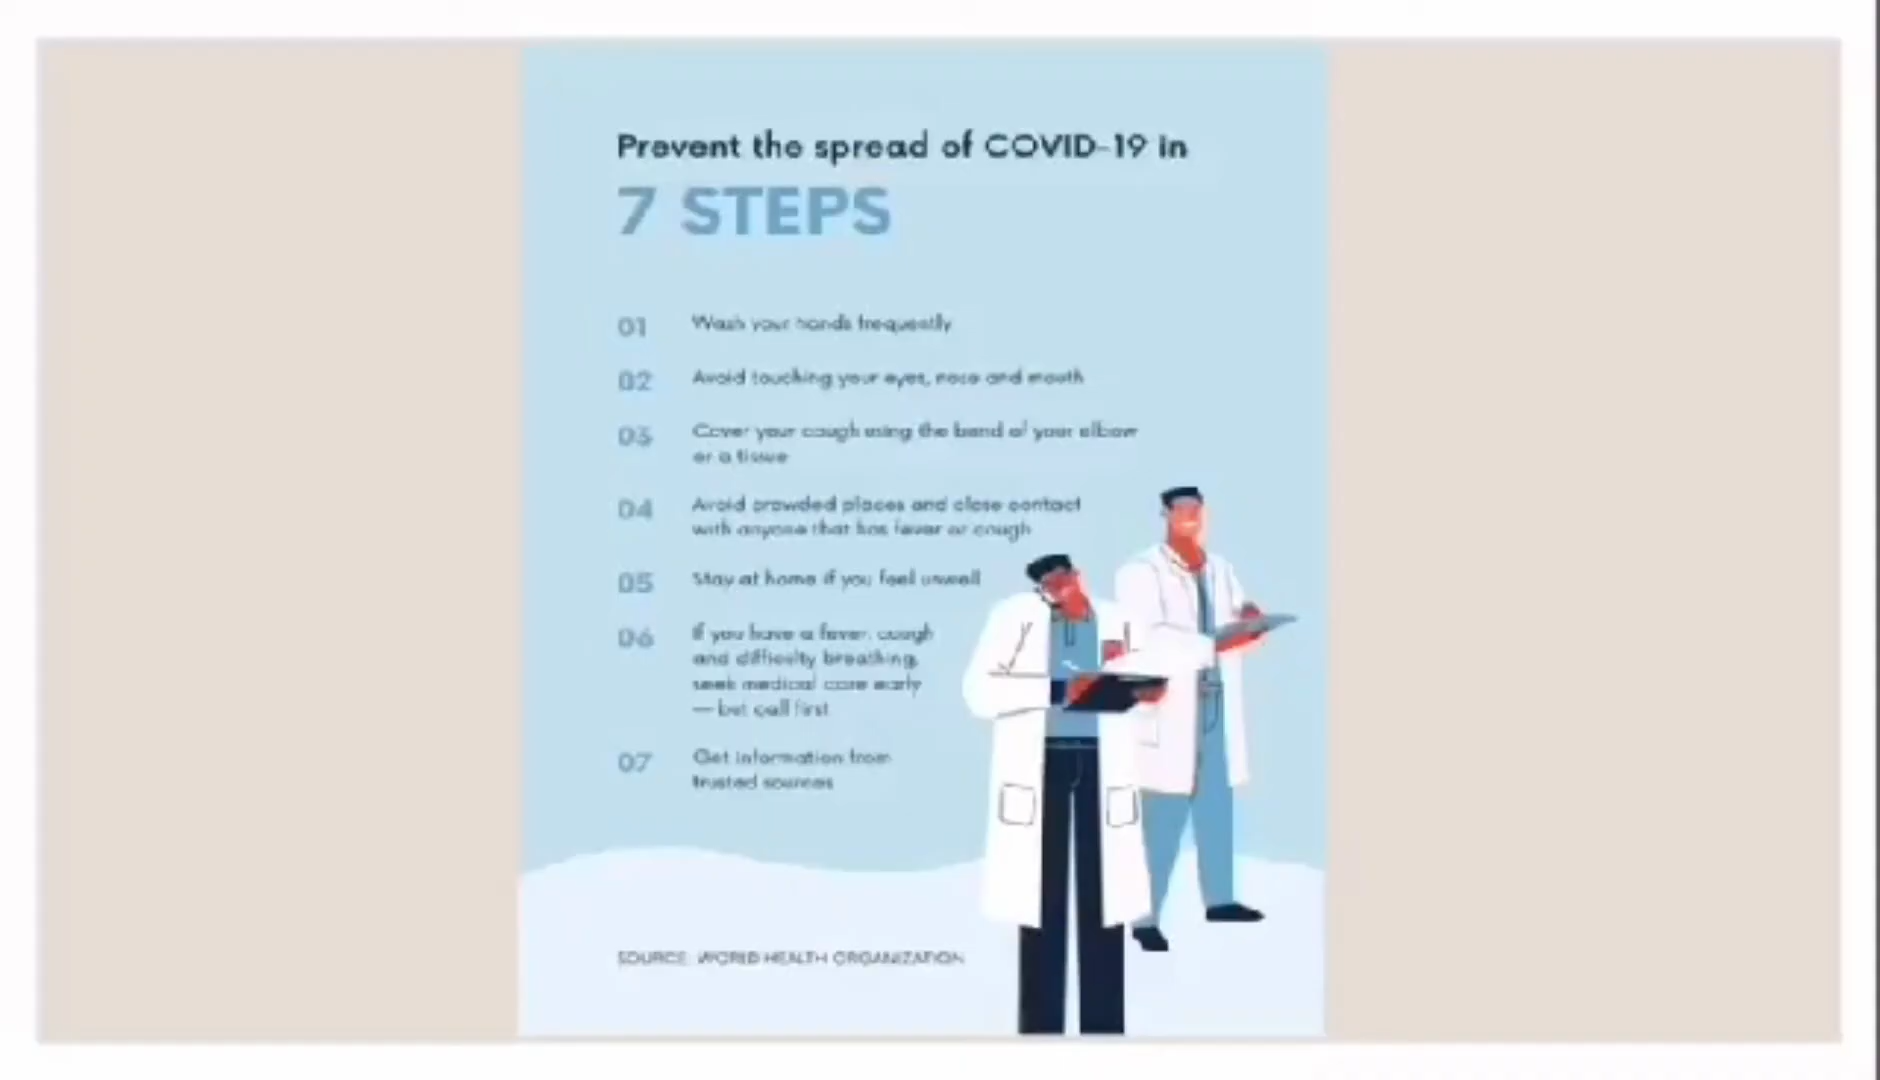 Prevent the spread of COVID-19 in
7 STEPS
01 Wash your hands frequently
02 Avoid touching your eyes, nose and mouth
03 Cover your cough using the bend of your elbow
or a tissue
04 Avoid crowded places and close contact
with anyone that has fever or cough
05 Stay at home if you feel unwell
06 If you have a fever, cough
and difficulty breathing,
seek medical care early
— but call first
07 Get information from
trusted sources
SOURCE: WORLD HEALTH ORGANIZATION